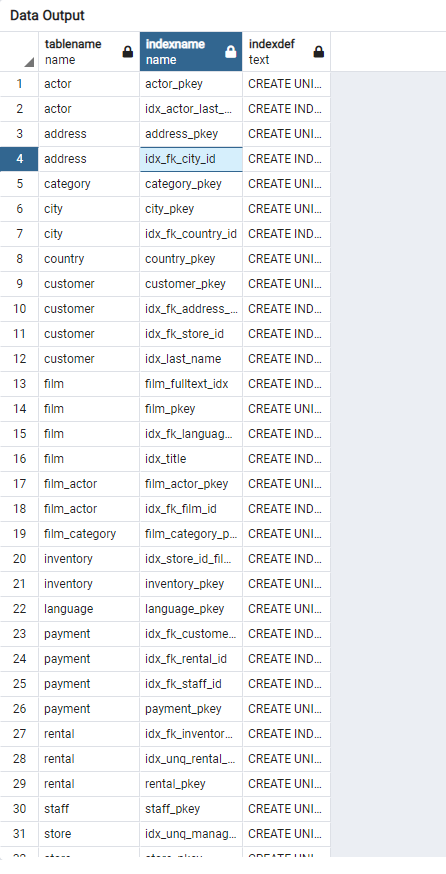 Data Output
tablename indexname indexdef
name name text
1 actor actor_pkey CREATE UNI...
2 actor idx_actor_last_... CREATE IND...
3 address address_pkey CREATE UNI...
4 address idx_fk_city_id CREATE IND...
5 category category_pkey CREATE UNI...
6 city city_pkey CREATE UNI...
7 city idx_fk_country_id CREATE IND...
8 country country_pkey CREATE UNI...
9 customer customer_pkey CREATE UNI...
10 customer idx_fk_address_... CREATE IND...
11 customer idx_fk_store_id CREATE IND...
12 customer idx_last_name CREATE IND...
13 film film_fulltext_idx CREATE IND...
14 film film_pkey CREATE UNI...
15 film idx_fk_languag... CREATE IND...
16 film idx_title CREATE IND...
17 film_actor film_actor_pkey CREATE UNI...
18 film_actor idx_fk_film_id CREATE IND...
19 film_category film_category_p... CREATE UNI...
20 inventory idx_store_id_fil... CREATE IND...
21 inventory inventory_pkey CREATE UNI...
22 language language_pkey CREATE UNI...
23 payment idx_fk_custome... CREATE IND...
24 payment idx_fk_rental_id CREATE IND...
25 payment idx_fk_staff_id CREATE IND...
26 payment payment_pkey CREATE UNI...
27 rental idx_fk_inventor... CREATE IND...
28 rental idx_unq_rental_... CREATE UNI...
29 rental rental_pkey CREATE UNI...
30 staff staff_pkey CREATE UNI...
31 store idx_unq_manag... CREATE UNI...